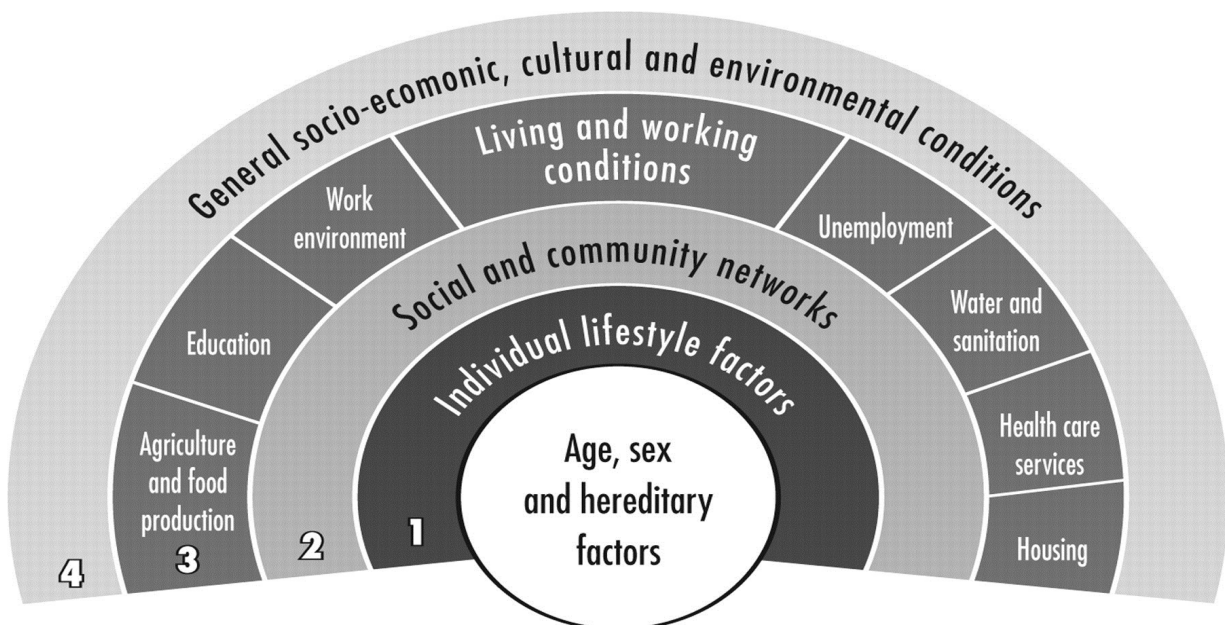 General socio-ecomonic, cultural and environmental conditions
Living and working
conditions
Work
environment
Unemployment
Social and community networks
Education
Water and
sanitation
Individual lifestyle factors
Agriculture
and food
production
Health care
services
Age, sex
and hereditary
factors
Housing
4
3
2
1